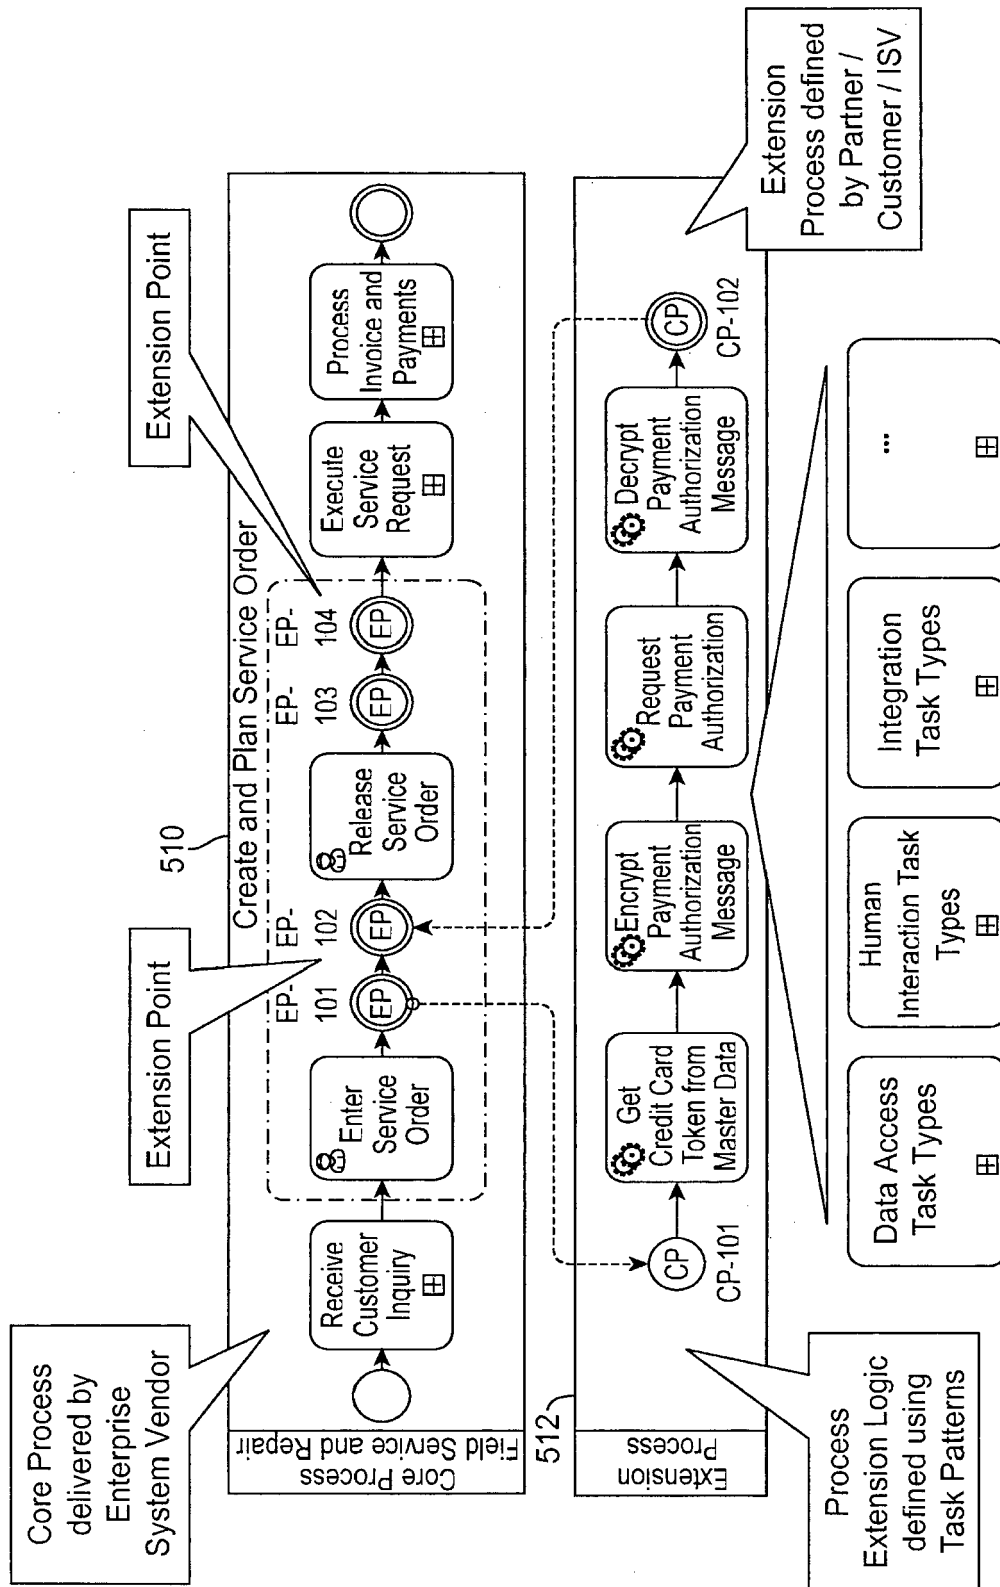 Core Process
delivered by
Enterprise
System Vendor
Extension Point
Extension Point
510
Create and Plan Service Order
Core Process
Field Service and Repair
Receive
Customer
Inquiry
Enter
Service
Order
EP-
101
EP
EP-
102
EP
Release
Service
Order
EP-
103
EP
EP-
104
EP
Execute
Service
Request
Process
Invoice and
Payments
512
Extension
Process
CP
CP-101
Get
Credit Card
Token from
Master Data
Encrypt
Payment
Authorization
Message
Request
Payment
Authorization
Decrypt
Payment
Authorization
Message
CP
CP-102
Extension
Process defined
by Partner /
Customer / ISV
Process
Extension Logic
defined using
Task Patterns
Data Access
Task Types
Human
Interaction Task
Types
Integration
Task Types
...